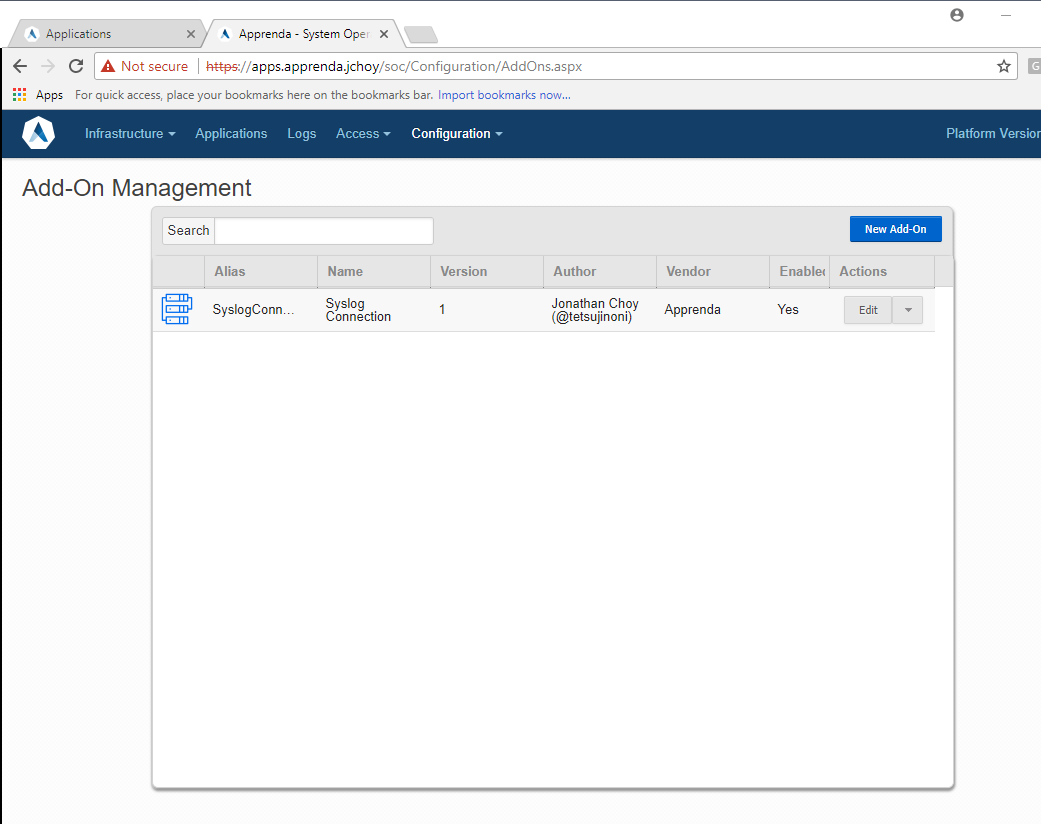 Applications
Apprenda - System Oper
Not secure
https://apps.apprenda.jchoy/soc/Configuration/AddOns.aspx
G
Apps For quick access, place your bookmarks here on the bookmarks bar. Import bookmarks now...
Infrastructure Applications Logs Access Configuration Platform Version
Add-On Management
Search
New Add-On
Alias Name Version Author Vendor Enabled Actions
SyslogConn... Syslog Connection 1 Jonathan Choy (@tetsujinoni) Apprenda Yes Edit